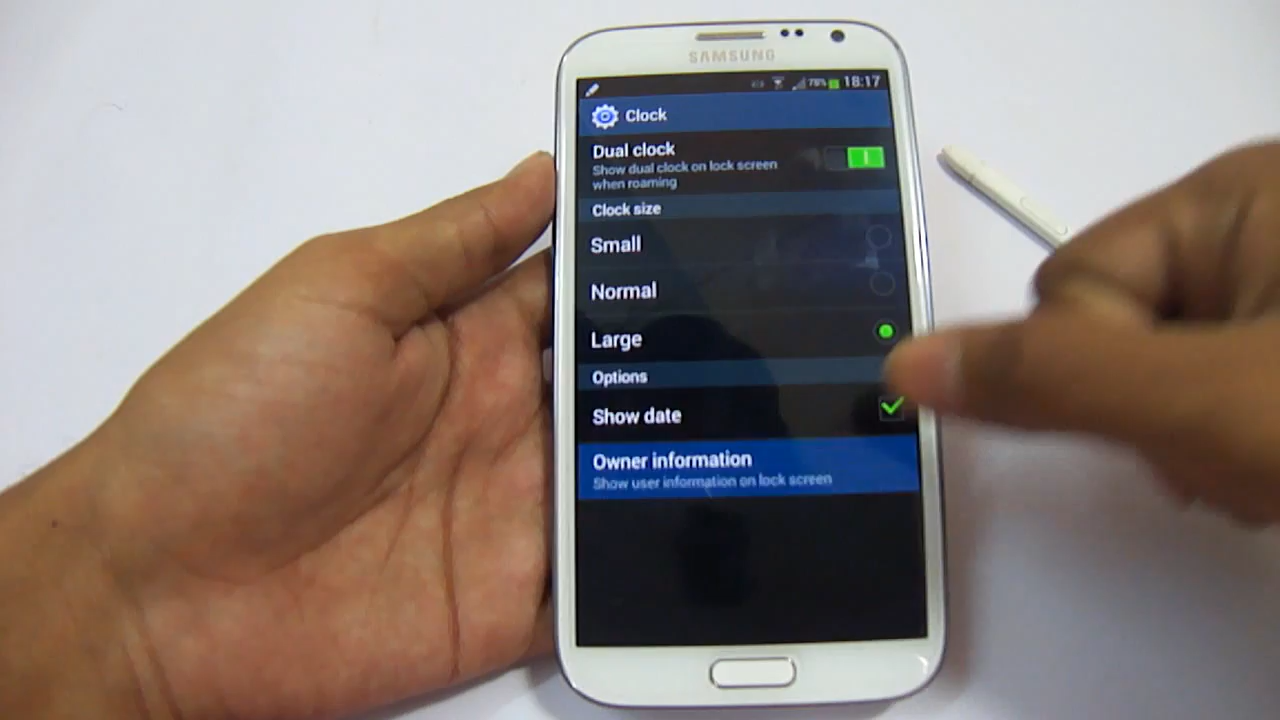 SAMSUNG
78% 18:17
Clock
Dual clock
Show dual clock on lock screen
when roaming
Clock size
Small
Normal
Large
Options
Show date
Owner information
Show user information on lock screen